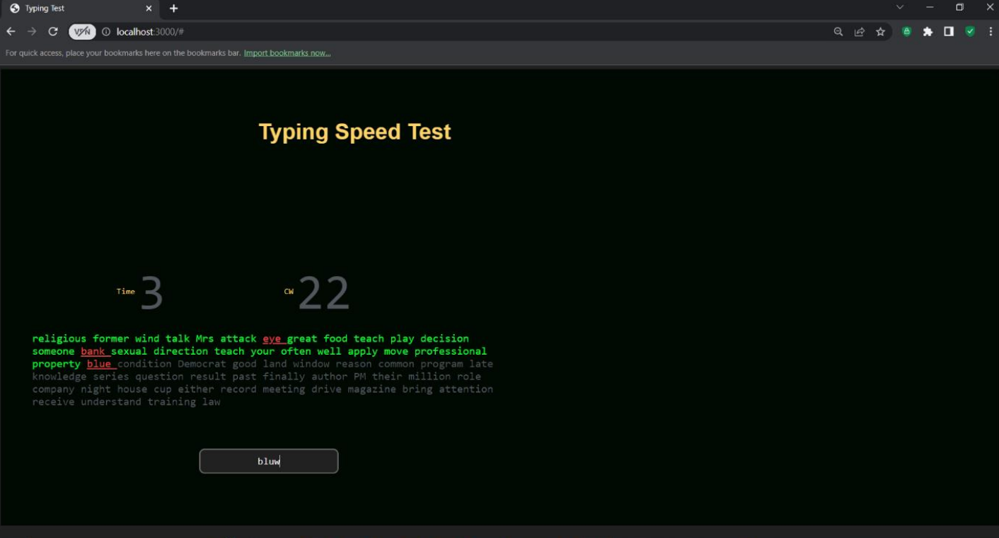 Typing Test
VPN
localhost:3000/#
For quick access, place your bookmarks here on the bookmarks bar. Import bookmarks now...
Typing Speed Test
Time 3 CW 22
religious former wind talk Mrs attack eye great food teach play decision
someone bank sexual direction teach your often well apply move professional
property blue condition Democrat good land window reason common program late
knowledge series question result past finally author PM their million role
company night house cup either record meeting drive magazine bring attention
receive understand training law
bluw